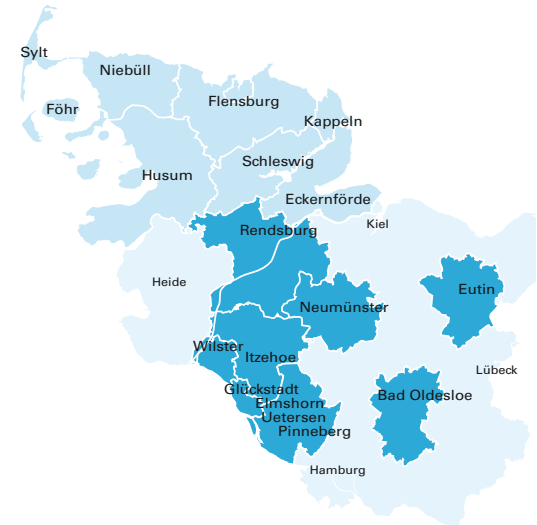 Sylt
Niebüll
Flensburg
Föhr
Kappeln
Schleswig
Husum
Eckernförde
Kiel
Rendsburg
Heide
Eutin
Neumünster
Wilster
Itzehoe
Lübeck
Glückstadt
Bad Oldesloe
Elmshorn
Uetersen
Pinneberg
Hamburg